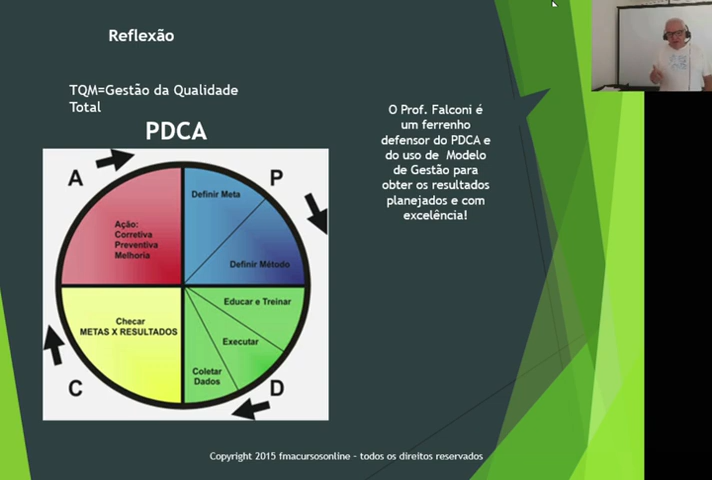 Reflexão
TQM=Gestão da Qualidade
Total
PDCA
A
P
Definir Meta
Definir Método
Ação:
Corretiva
Preventiva
Melhoria
Educar e Treinar
Executar
Coletar
Dados
Checar
METAS X RESULTADOS
C
D
O Prof. Falconi é
um ferrenho
defensor do PDCA e
do uso de  Modelo
de Gestão para
obter os resultados
planejados e com
excelência!
Copyright 2015 fmacursosonline – todos os direitos reservados